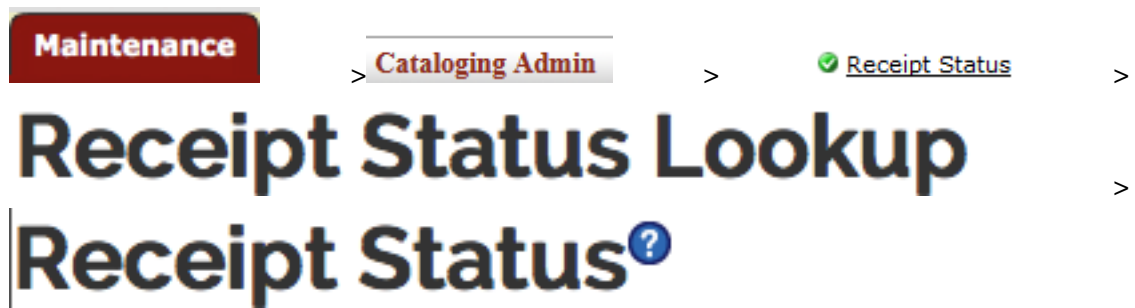 Maintenance > Cataloging Admin > Receipt Status >
Receipt Status Lookup >
Receipt Status?